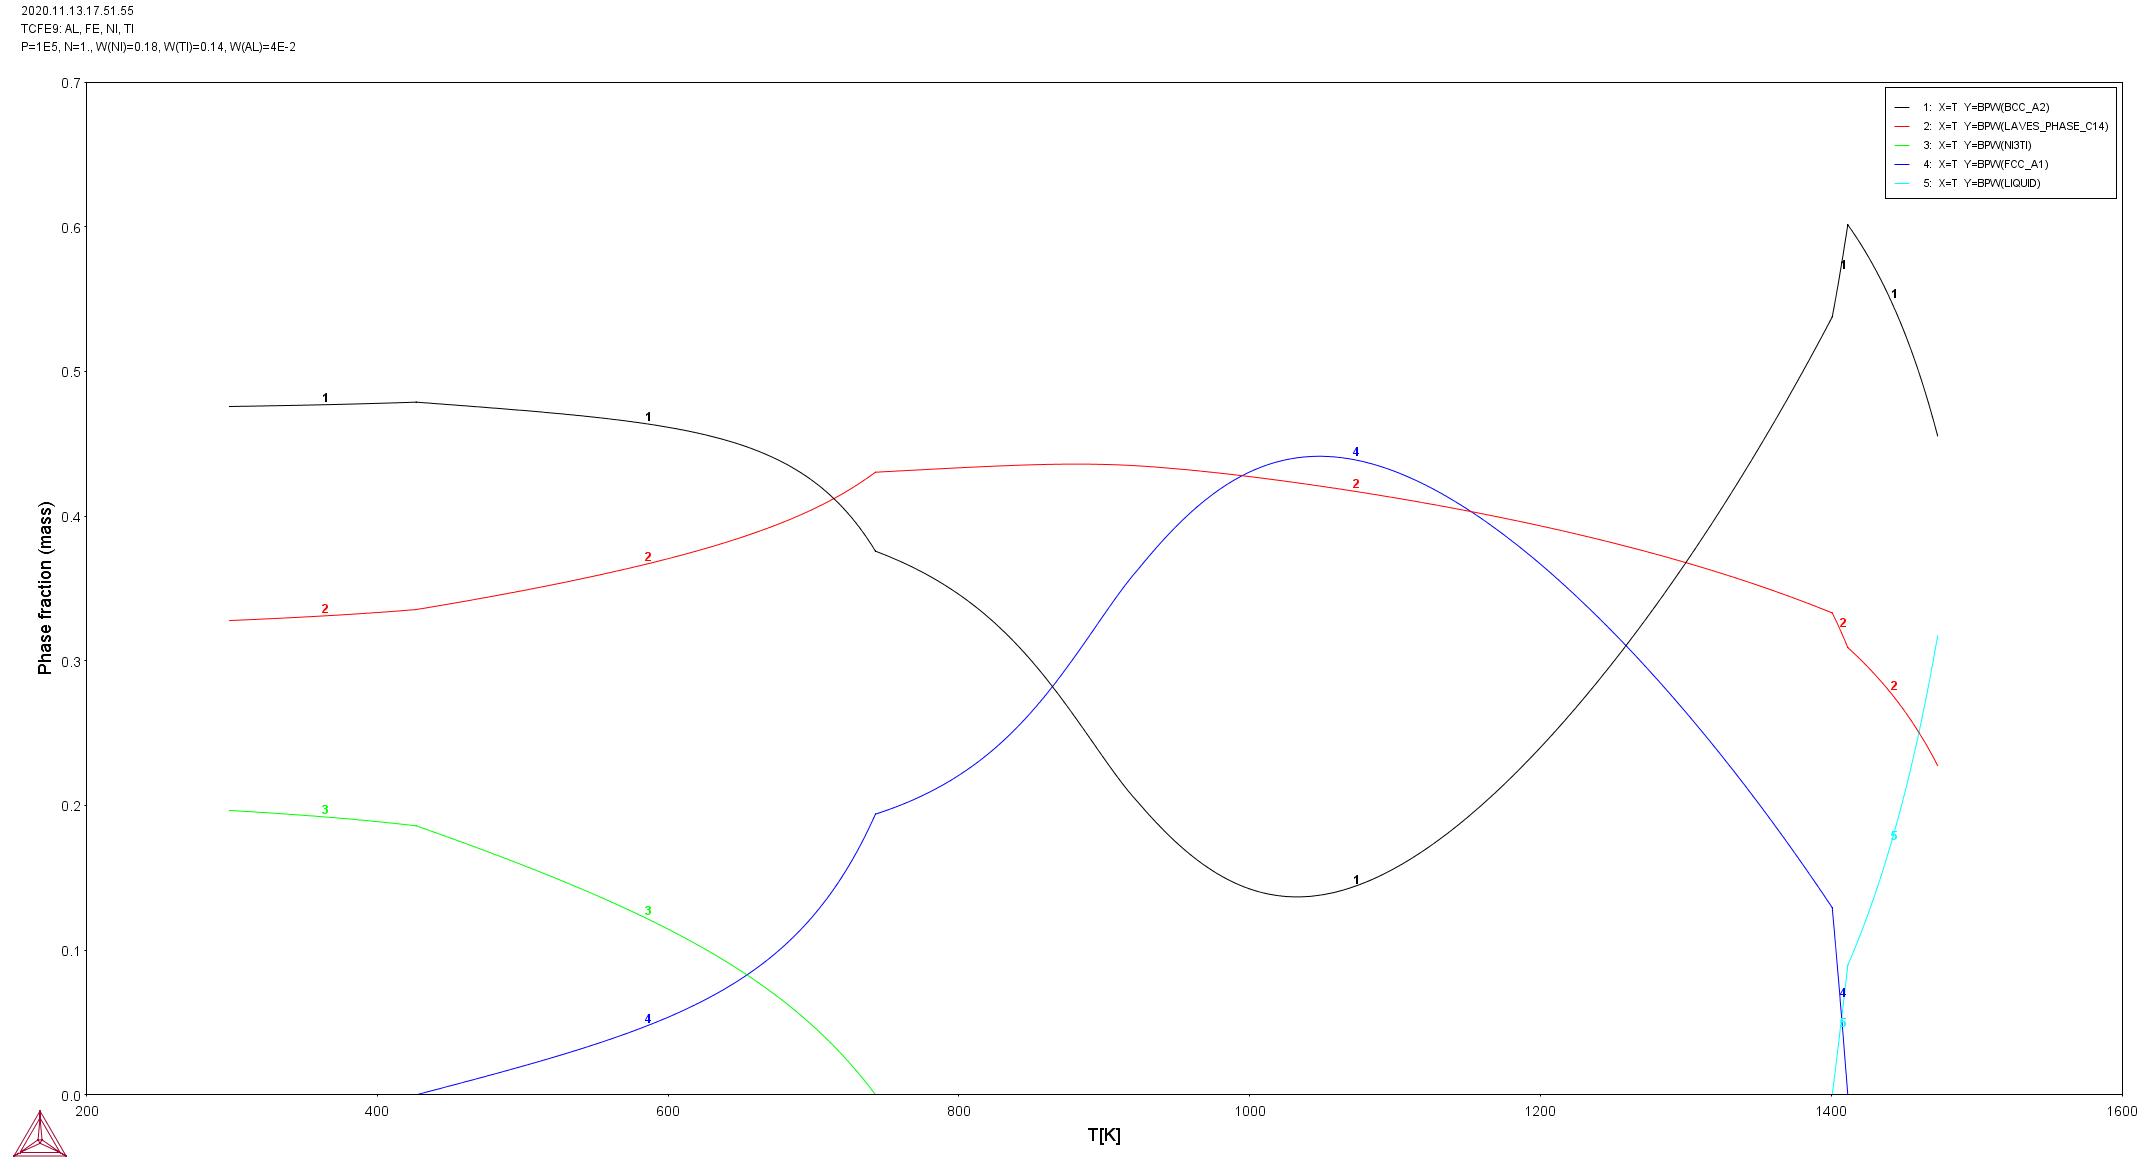 2020.11.13.17.51.55
TCFE9: AL, FE, NI, TI
P=1E5, N=1., W(NI)=0.18, W(TI)=0.14, W(AL)=4E-2
1: X=T Y=BPW(BCC_A2)
2: X=T Y=BPW(LAVES_PHASE_C14)
3: X=T Y=BPW(NI3TI)
4: X=T Y=BPW(FCC_A1)
5: X=T Y=BPW(LIQUID)
Phase fraction (mass)
0.7
0.6
0.5
0.4
0.3
0.2
0.1
0.0
1
1
1
1
1
2
2
2
2
2
3
3
4
4
4
5
5
200 400 600 800 1000 1200 1400 1600
T[K]